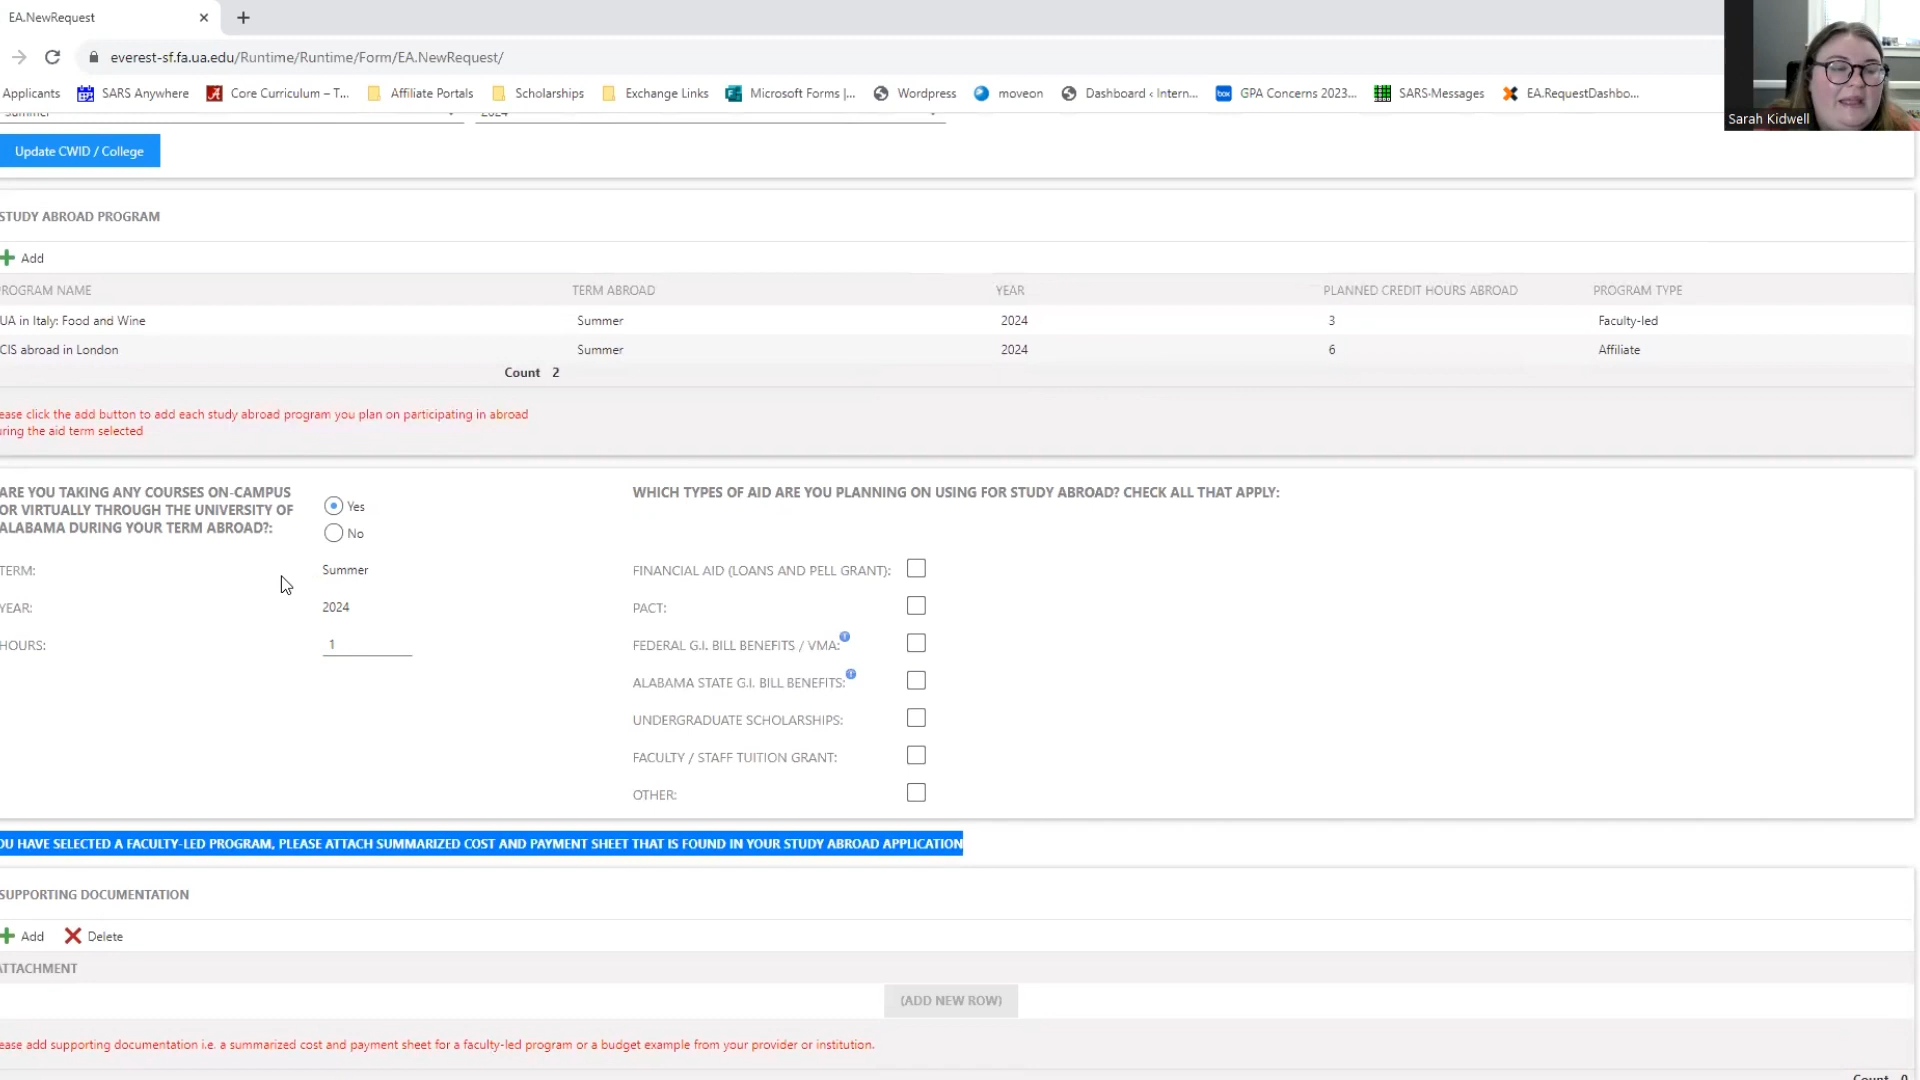 EA.NewRequest
everest-sf.fa.ua.edu/Runtime/Runtime/Form/EA.NewRequest/
Applicants SARS Anywhere Core Curriculum – T... Affiliate Portals Scholarships Exchange Links Microsoft Forms |... Wordpress moveon Dashboard ‹ Intern... GPA Concerns 2023... SARS-Messages EA.RequestDashbo...
Sarah Kidwell
Summer 2024
Update CWID / College
STUDY ABROAD PROGRAM
Add
ROGRAM NAME TERM ABROAD YEAR PLANNED CREDIT HOURS ABROAD PROGRAM TYPE
UA in Italy: Food and Wine Summer 2024 3 Faculty-led
CIS abroad in London Summer 2024 6 Affiliate
Count 2
ease click the add button to add each study abroad program you plan on participating in abroad
uring the aid term selected
ARE YOU TAKING ANY COURSES ON-CAMPUS
OR VIRTUALLY THROUGH THE UNIVERSITY OF
ALABAMA DURING YOUR TERM ABROAD?:
Yes
No
TERM: Summer
YEAR: 2024
HOURS: 1
WHICH TYPES OF AID ARE YOU PLANNING ON USING FOR STUDY ABROAD? CHECK ALL THAT APPLY:
FINANCIAL AID (LOANS AND PELL GRANT):
PACT:
FEDERAL G.I. BILL BENEFITS / VMA:
ALABAMA STATE G.I. BILL BENEFITS:
UNDERGRADUATE SCHOLARSHIPS:
FACULTY / STAFF TUITION GRANT:
OTHER:
OU HAVE SELECTED A FACULTY-LED PROGRAM, PLEASE ATTACH SUMMARIZED COST AND PAYMENT SHEET THAT IS FOUND IN YOUR STUDY ABROAD APPLICATION
SUPPORTING DOCUMENTATION
Add Delete
ATTACHMENT
(ADD NEW ROW)
ease add supporting documentation i.e. a summarized cost and payment sheet for a faculty-led program or a budget example from your provider or institution.
Count 0